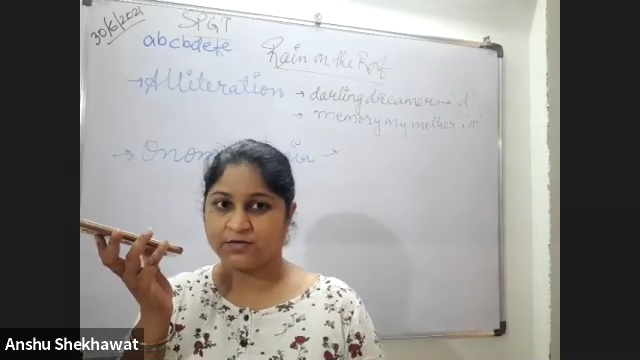 30/6/2021
SPGT
abcbdefe
Rain on the Roof
→ Alliteration → darling dreamers → 'd'
→ memory my mother 'm'
→
Anshu Shekhawat